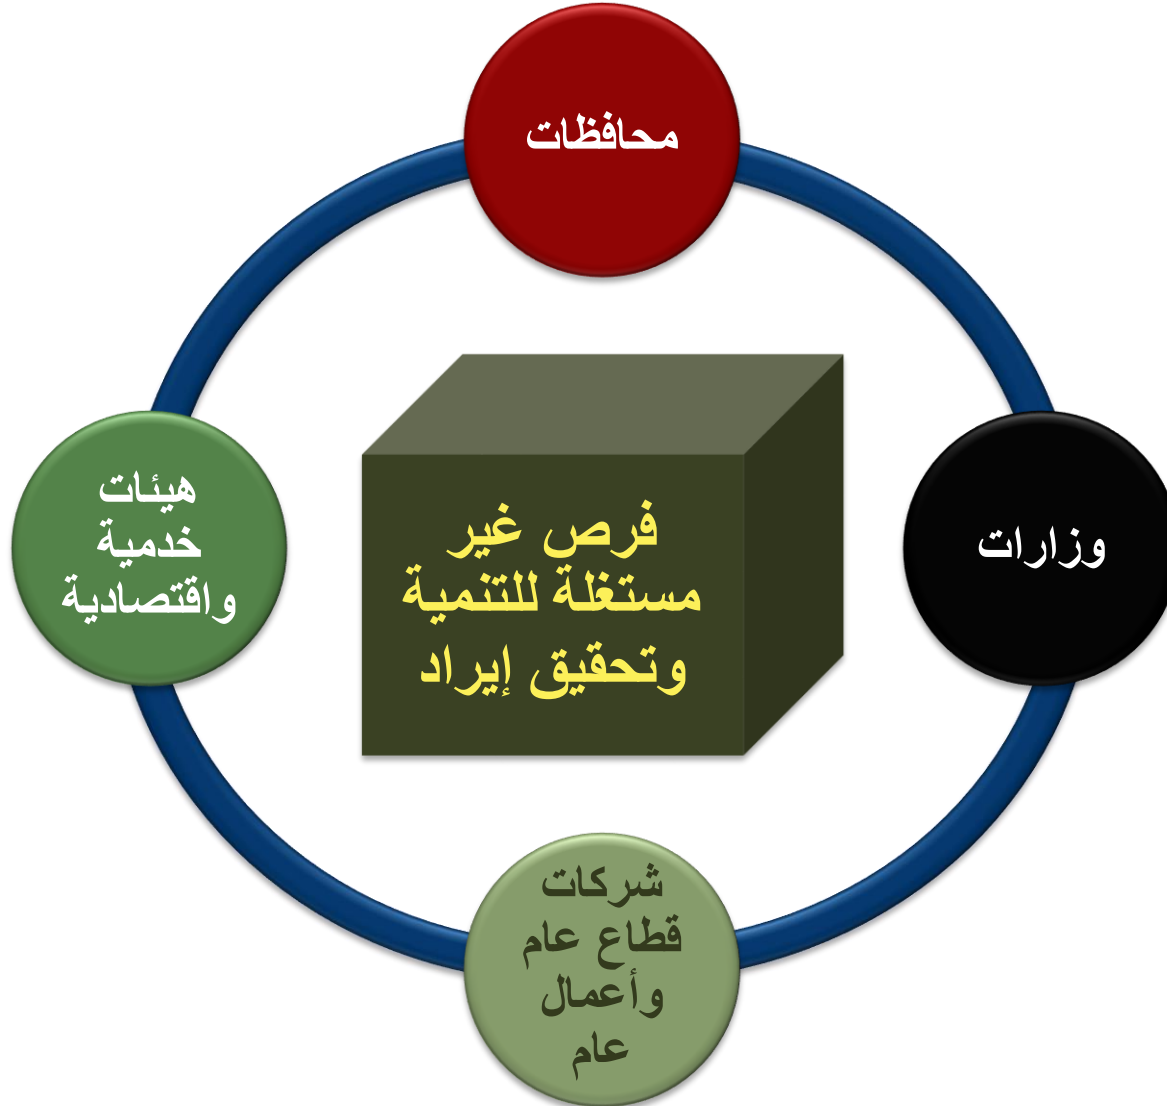 محافظات
وزارات
هيئات
خدمية
واقتصادية
فرص غير
مستغلة للتنمية
وتحقيق إيراد
شركات
قطاع عام
وأعمال
عام